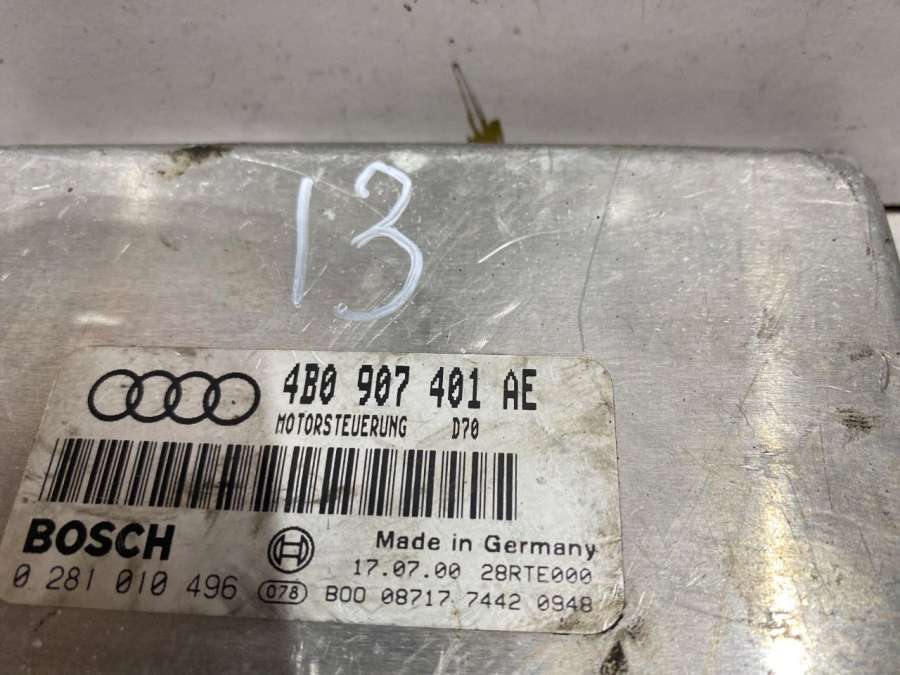 13
4B0 907 401 AE
MOTORSTEUERUNG D70
BOSCH
Made in Germany
17.07.00 28RTE000
0 281 010 496 078 B00 08717 7442 0948